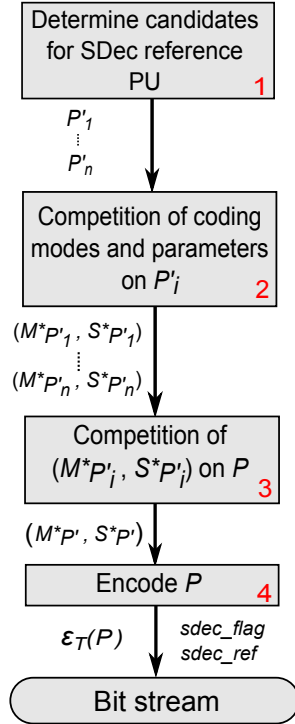 Determine candidates
for SDec reference
PU
1
P'1
P'n
Competition of coding
modes and parameters
on P'i
2
(M*P'1 , S*P'1)
(M*P'n , S*P'n)
Competition of
(M*P'i , S*P'i) on P
3
(M*P' , S*P')
Encode P
4
εT(P)
sdec_flag
sdec_ref
Bit stream